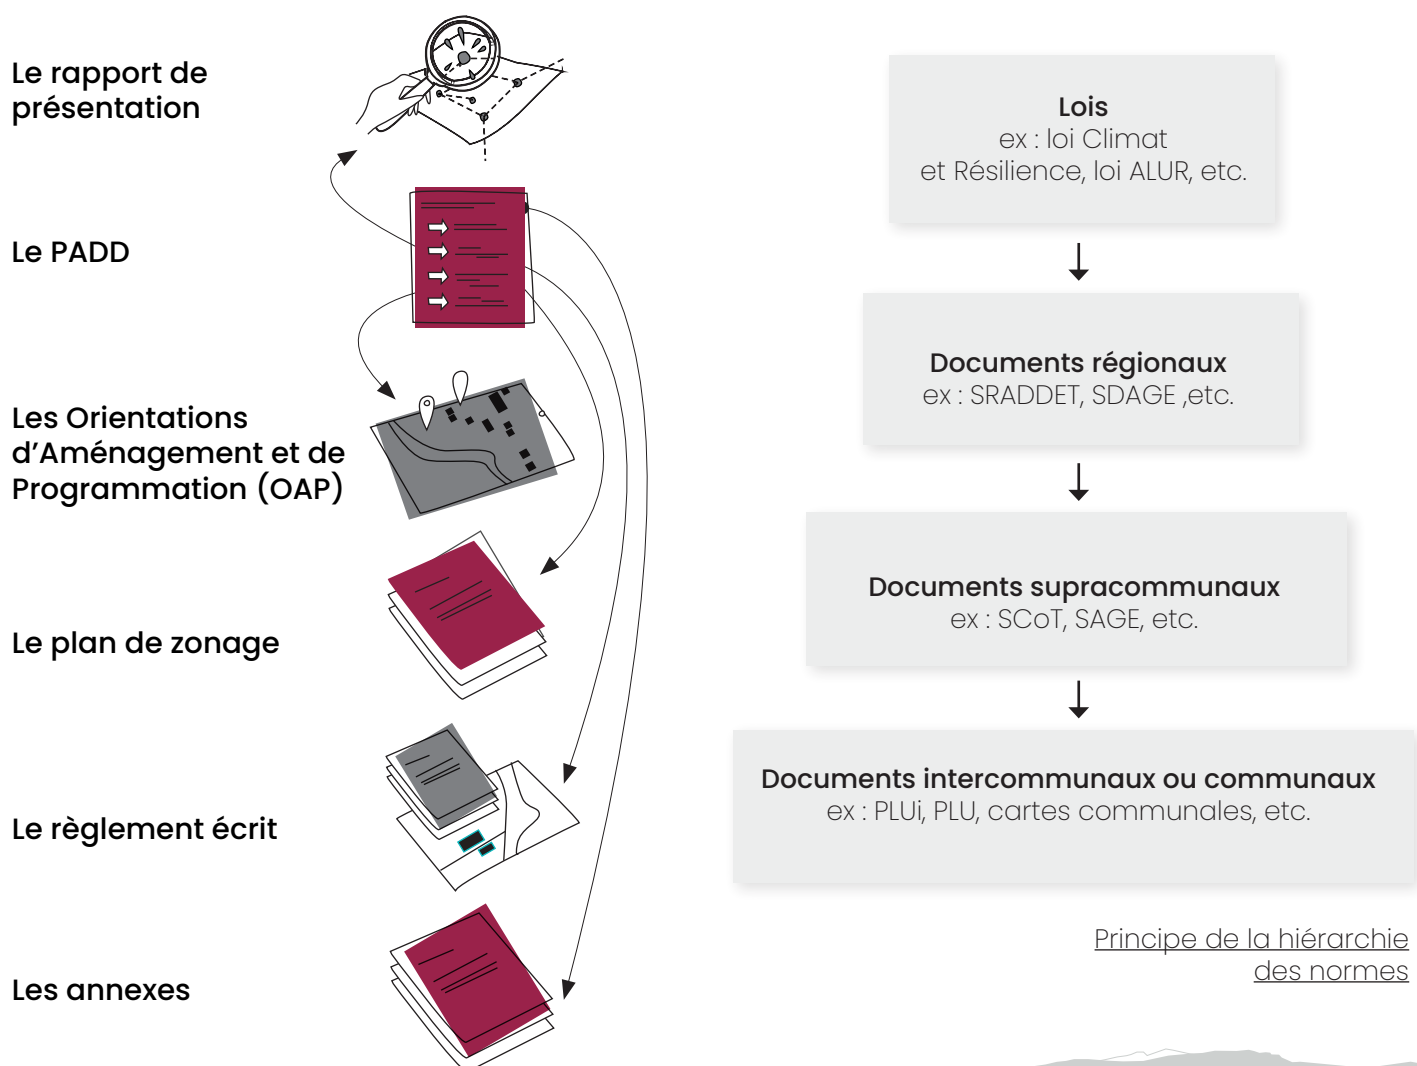 Le rapport de
présentation
Le PADD
Les Orientations
d’Aménagement et de
Programmation (OAP)
Le plan de zonage
Le règlement écrit
Les annexes
Lois
ex : loi Climat
et Résilience, loi ALUR, etc.
Documents régionaux
ex : SRADDET, SDAGE ,etc.
Documents supracommunaux
ex : SCoT, SAGE, etc.
Documents intercommunaux ou communaux
ex : PLUi, PLU, cartes communales, etc.
Principe de la hiérarchie
des normes